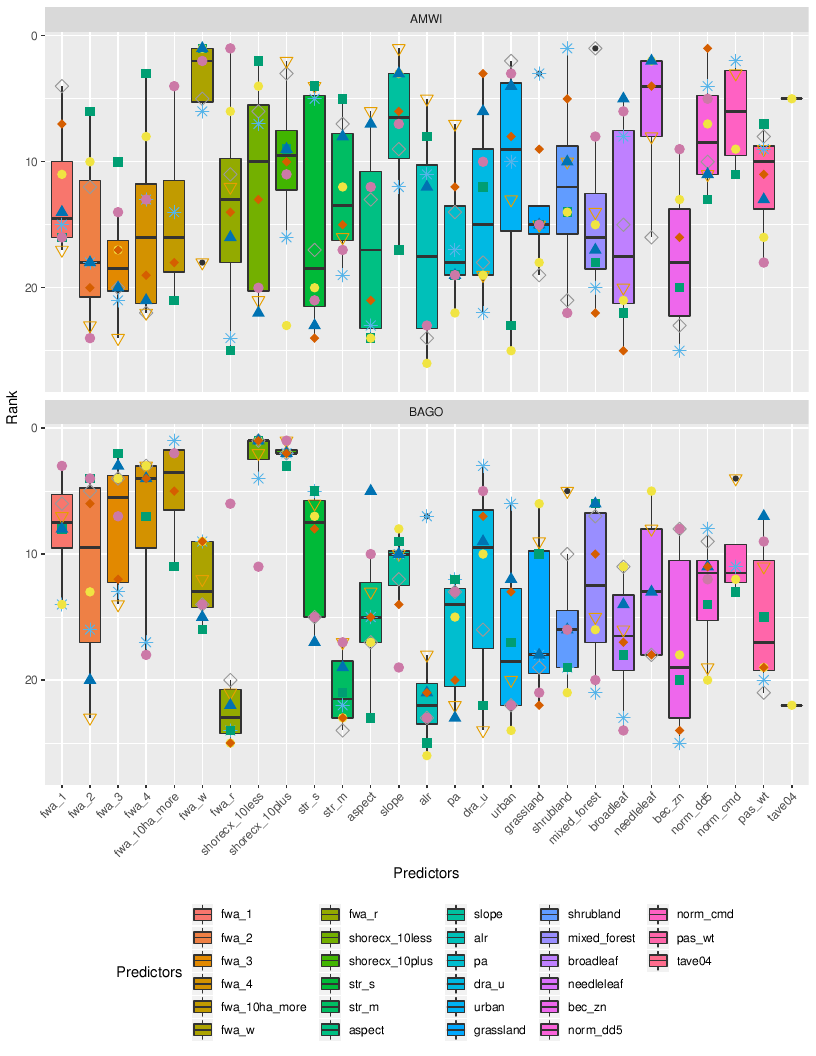 AMWI
0
10
20
Rank
BAGO
0
10
20
fwa_1
fwa_2
fwa_3
fwa_4
fwa_10ha_more
fwa_w
fwa_r
shorecx_10less
shorecx_10plus
str_s
str_m
aspect
slope
alr
pa
dra_u
urban
grassland
shrubland
mixed_forest
broadleaf
needleleaf
bec_zn
norm_dd5
norm_cmd
pas_wt
tave04
Predictors
Predictors
fwa_1
fwa_2
fwa_3
fwa_4
fwa_10ha_more
fwa_w
fwa_r
shorecx_10less
shorecx_10plus
str_s
str_m
aspect
slope
alr
pa
dra_u
urban
grassland
shrubland
mixed_forest
broadleaf
needleleaf
bec_zn
norm_dd5
norm_cmd
pas_wt
tave04